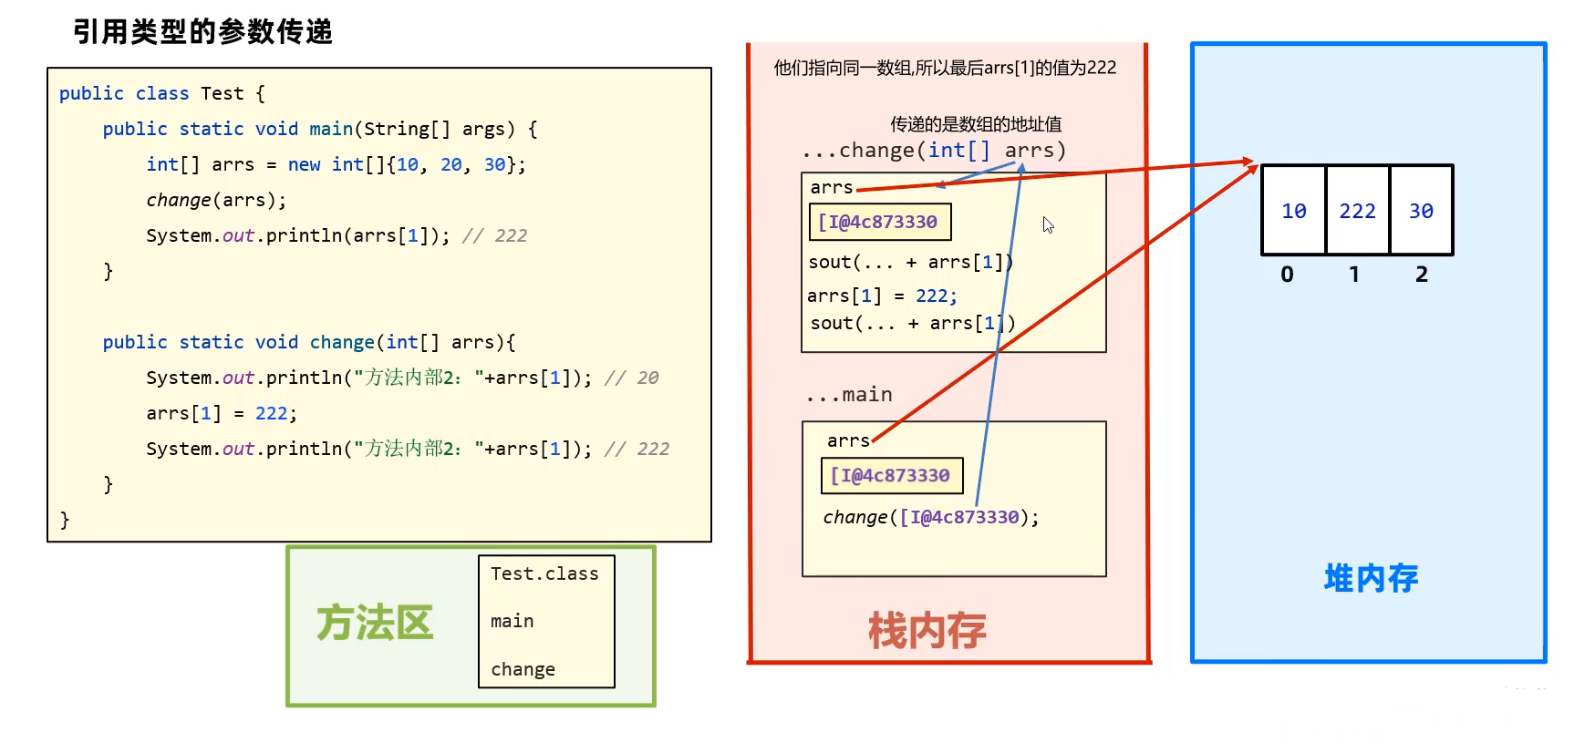 引用类型的参数传递
public class Test {
public static void main(String[] args) {
int[] arrs = new int[]{10, 20, 30};
change(arrs);
System.out.println(arrs[1]); // 222
}
public static void change(int[] arrs){
System.out.println("方法内部2："+arrs[1]); // 20
arrs[1] = 222;
System.out.println("方法内部2："+arrs[1]); // 222
}
}
方法区
Test.class
main
change
他们指向同一数组,所以最后arrs[1]的值为222
传递的是数组的地址值
...change(int[] arrs)
arrs
[I@4c873330
sout(... + arrs[1])
arrs[1] = 222;
sout(... + arrs[1])
...main
arrs
[I@4c873330
change([I@4c873330);
栈内存
10 222 30
0 1 2
堆内存